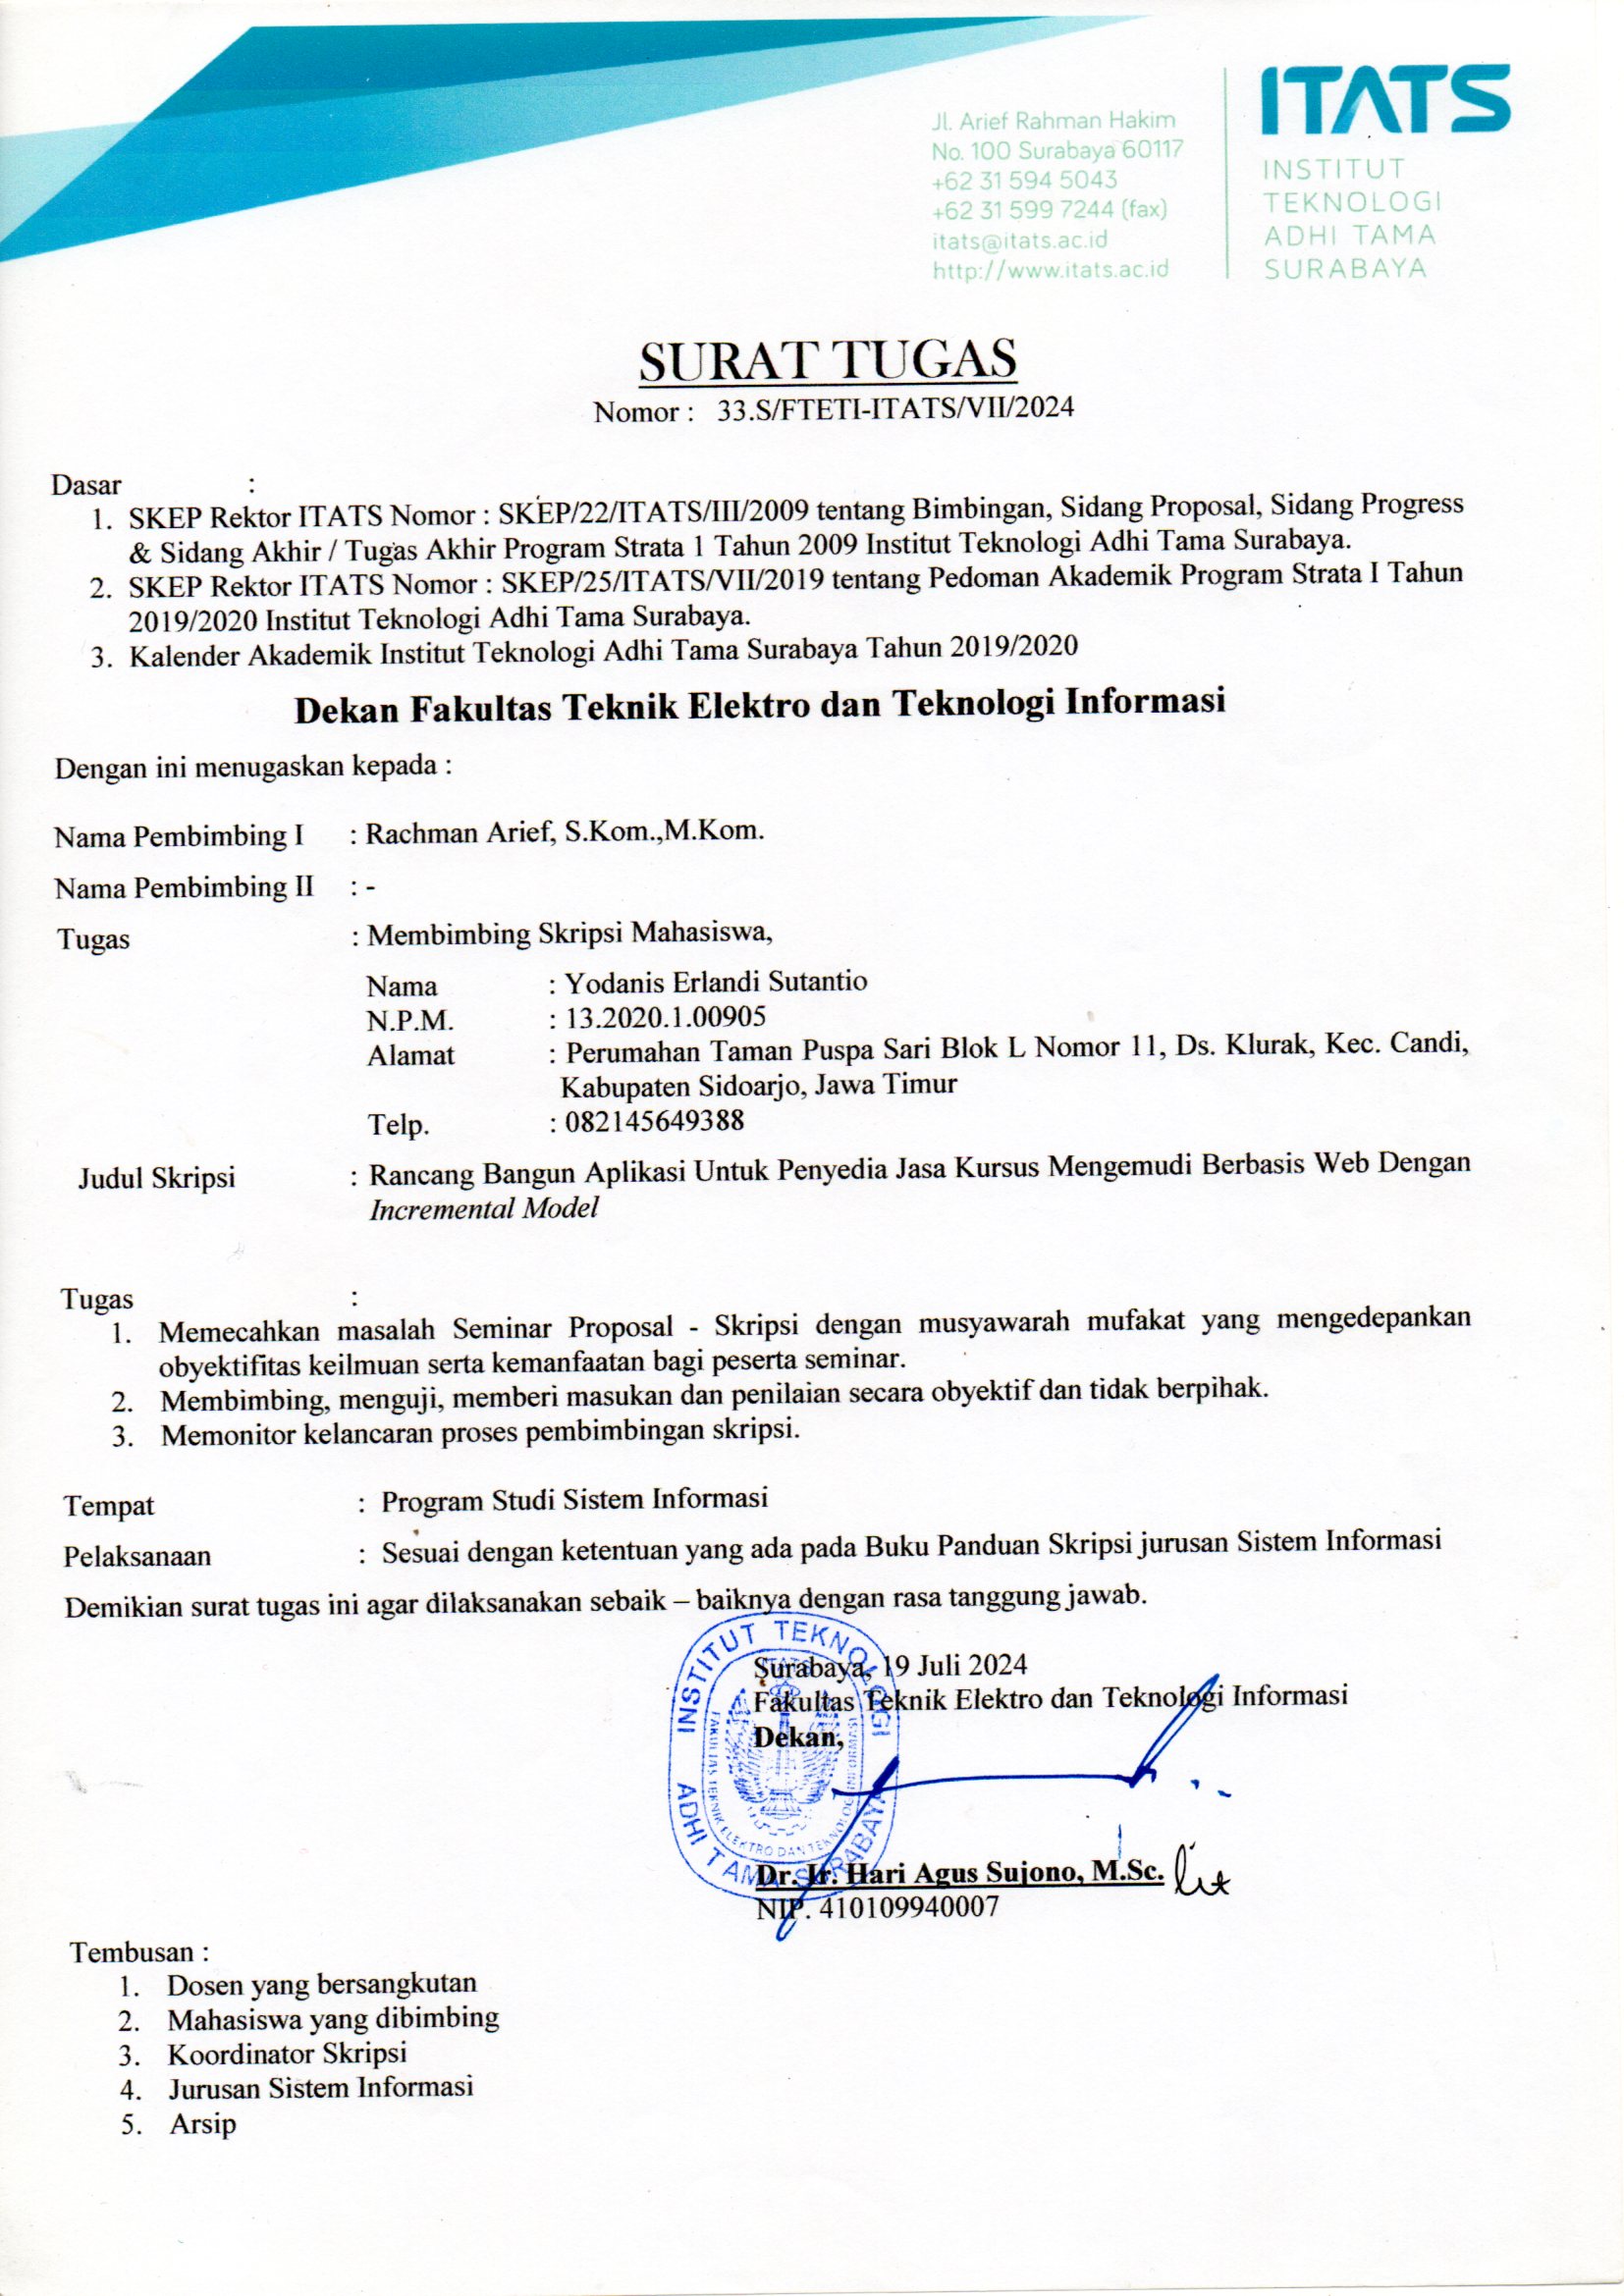 Jl. Arief Rahman Hakim
No. 100 Surabaya 60117
+62 31 594 5043
+62 31 599 7244 (fax)
itats@itats.ac.id
http://www.itats.ac.id
ITATS
INSTITUT
TEKNOLOGI
ADHI TAMA
SURABAYA
SURAT TUGAS
Nomor : 33.S/FTETI-ITATS/VII/2024
Dasar :
1. SKEP Rektor ITATS Nomor : SKEP/22/ITATS/III/2009 tentang Bimbingan, Sidang Proposal, Sidang Progress
& Sidang Akhir / Tugas Akhir Program Strata 1 Tahun 2009 Institut Teknologi Adhi Tama Surabaya.
2. SKEP Rektor ITATS Nomor : SKEP/25/ITATS/VII/2019 tentang Pedoman Akademik Program Strata I Tahun
2019/2020 Institut Teknologi Adhi Tama Surabaya.
3. Kalender Akademik Institut Teknologi Adhi Tama Surabaya Tahun 2019/2020
Dekan Fakultas Teknik Elektro dan Teknologi Informasi
Dengan ini menugaskan kepada :
Nama Pembimbing I : Rachman Arief, S.Kom.,M.Kom.
Nama Pembimbing II : -
Tugas : Membimbing Skripsi Mahasiswa,
Nama : Yodanis Erlandi Sutantio
N.P.M. : 13.2020.1.00905
Alamat : Perumahan Taman Puspa Sari Blok L Nomor 11, Ds. Klurak, Kec. Candi,
Kabupaten Sidoarjo, Jawa Timur
Telp. : 082145649388
Judul Skripsi : Rancang Bangun Aplikasi Untuk Penyedia Jasa Kursus Mengemudi Berbasis Web Dengan
Incremental Model
Tugas :
1. Memecahkan masalah Seminar Proposal - Skripsi dengan musyawarah mufakat yang mengedepankan
obyektifitas keilmuan serta kemanfaatan bagi peserta seminar.
2. Membimbing, menguji, memberi masukan dan penilaian secara obyektif dan tidak berpihak.
3. Memonitor kelancaran proses pembimbingan skripsi.
Tempat : Program Studi Sistem Informasi
Pelaksanaan : Sesuai dengan ketentuan yang ada pada Buku Panduan Skripsi jurusan Sistem Informasi
Demikian surat tugas ini agar dilaksanakan sebaik – baiknya dengan rasa tanggung jawab.
Surabaya, 19 Juli 2024
Fakultas Teknik Elektro dan Teknologi Informasi
Dekan,
INSTITUT TEKNOLOGI
ADHI TAMA SURABAYA
FAKULTAS TEKNIK ELEKTRO DAN TEKNOLOGI INFORMASI
ITATS
Dr. Ir. Hari Agus Sujono, M.Sc.
NIP. 410109940007
Tembusan :
1. Dosen yang bersangkutan
2. Mahasiswa yang dibimbing
3. Koordinator Skripsi
4. Jurusan Sistem Informasi
5. Arsip